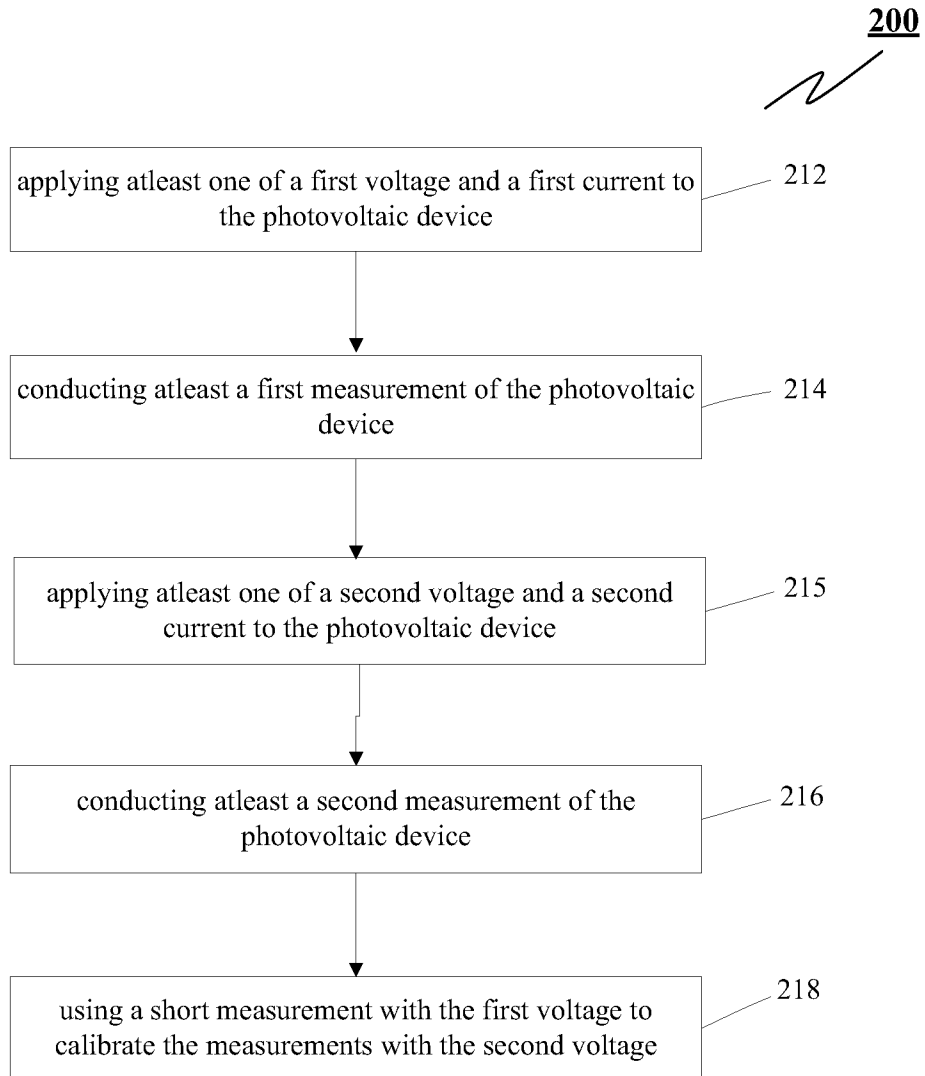 200
applying atleast one of a first voltage and a first current to
the photovoltaic device
212
conducting atleast a first measurement of the photovoltaic
device
214
applying atleast one of a second voltage and a second
current to the photovoltaic device
215
conducting atleast a second measurement of the
photovoltaic device
216
using a short measurement with the first voltage to
calibrate the measurements with the second voltage
218